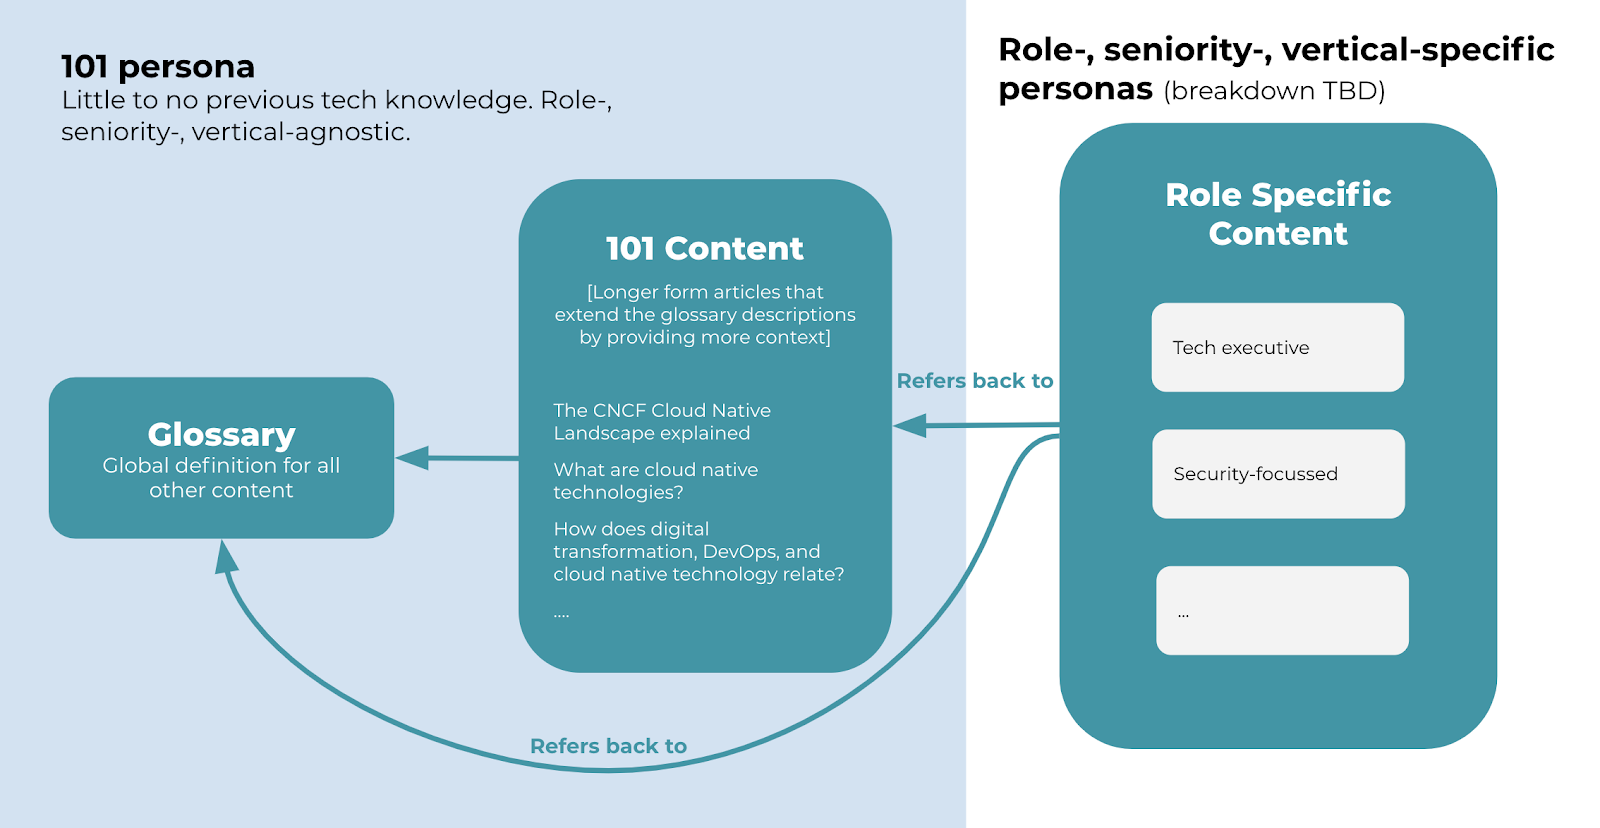 101 persona
Little to no previous tech knowledge. Role-,
seniority-, vertical-agnostic.
Role-, seniority-, vertical-specific
personas (breakdown TBD)
Glossary
Global definition for all
other content
101 Content
[Longer form articles that
extend the glossary descriptions
by providing more context]
The CNCF Cloud Native
Landscape explained
What are cloud native
technologies?
How does digital
transformation, DevOps, and
cloud native technology relate?
....
Refers back to
Refers back to
Role Specific
Content
Tech executive
Security-focussed
...